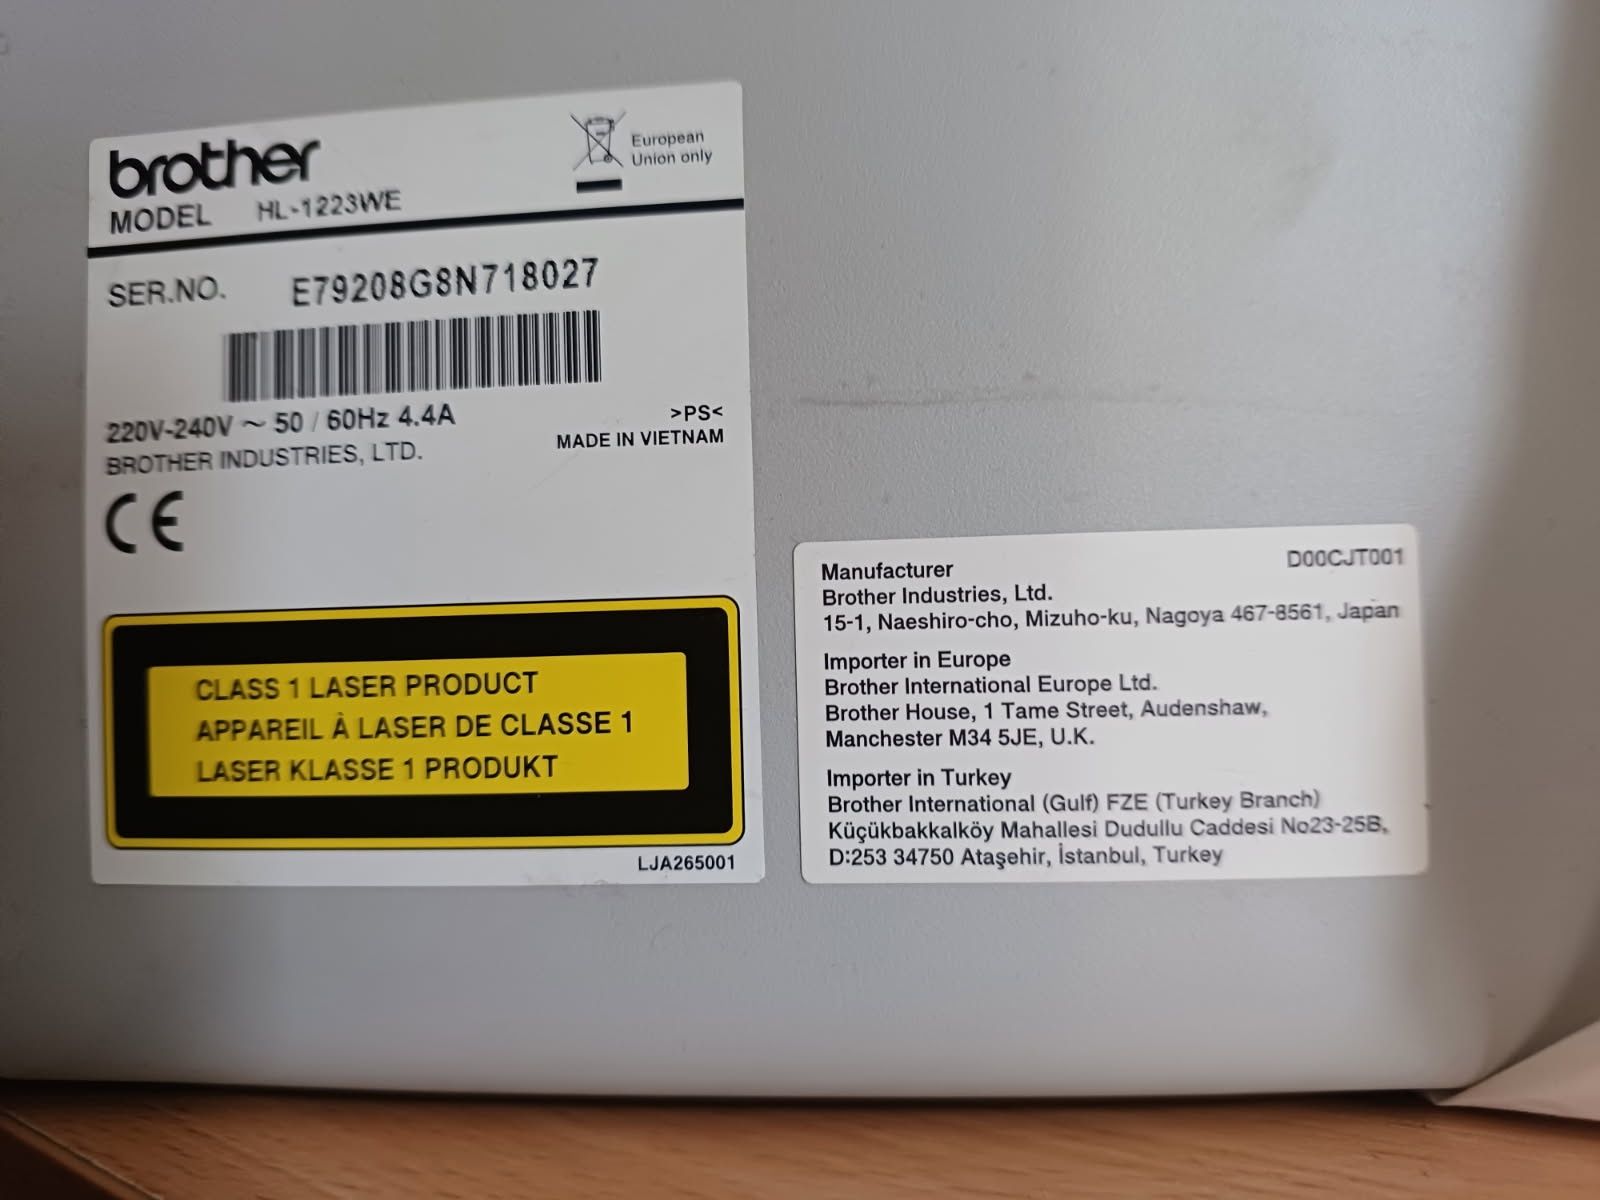 brother
European
Union only
MODEL HL-1223WE
SER.NO. E79208G8N718027
220V-240V ~ 50 / 60Hz 4.4A
>PS<
BROTHER INDUSTRIES, LTD.
MADE IN VIETNAM
CE
CLASS 1 LASER PRODUCT
APPAREIL À LASER DE CLASSE 1
LASER KLASSE 1 PRODUKT
LJA265001
D00CJT001
Manufacturer
Brother Industries, Ltd.
15-1, Naeshiro-cho, Mizuho-ku, Nagoya 467-8561, Japan
Importer in Europe
Brother International Europe Ltd.
Brother House, 1 Tame Street, Audenshaw,
Manchester M34 5JE, U.K.
Importer in Turkey
Brother International (Gulf) FZE (Turkey Branch)
Küçükbakkalköy Mahallesi Dudullu Caddesi No23-25B,
D:253 34750 Ataşehir, İstanbul, Turkey